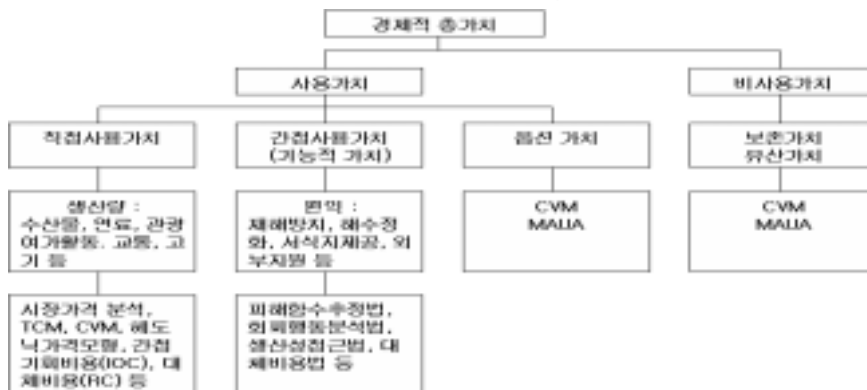 경제적 총가치
사용가치
비사용가치
직접사용가치
간접사용가치
(기능적 가치)
옵션 가치
보존가치
유산가치
생산량 :
수산물, 연료, 관광
여가활동. 교통, 고
기 등
편익 :
재해방지, 해수정
화, 서식지제공, 외
부지원 등
CVM
MAUA
CVM
MAUA
시장가격 분석,
TCM, CVM, 헤도
닉가격모형, 간접
기회비용(IOC), 대
체비용(RC) 등
피해함수추정법,
회피행동분석법,
생산성접근법, 대
체비용법 등